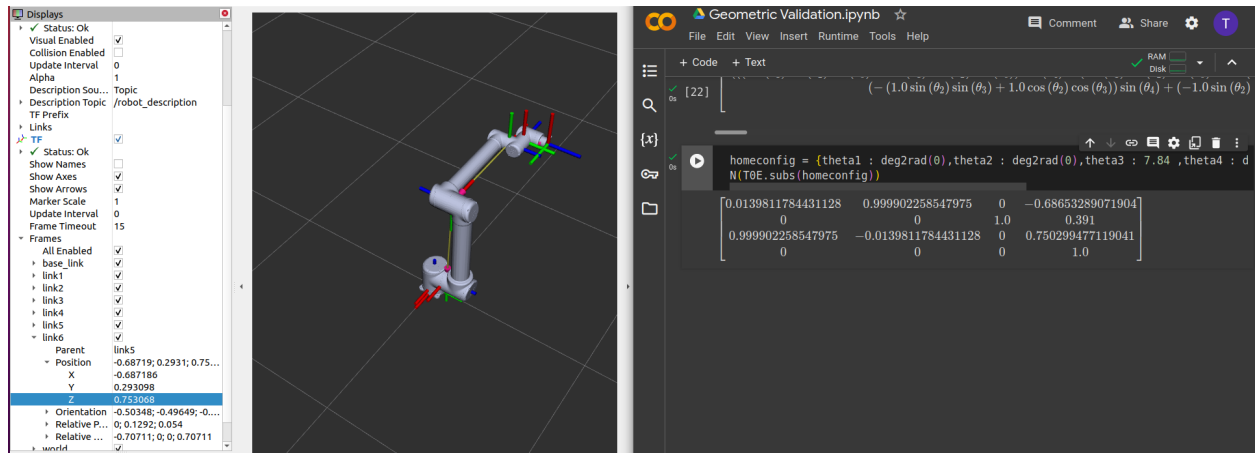 Displays
Status: Ok
Visual Enabled
Collision Enabled
Update Interval 0
Alpha 1
Description Sou... Topic
Description Topic /robot_description
TF Prefix
Links
TF
Status: Ok
Show Names
Show Axes
Show Arrows
Marker Scale 1
Update Interval 0
Frame Timeout 15
Frames
All Enabled
base_link
link1
link2
link3
link4
link5
link6
Parent link5
Position -0.68719; 0.2931; 0.75...
X -0.687186
Y 0.293098
Z 0.753068
Orientation -0.50348; -0.49649; -0....
Relative P... 0; 0.1292; 0.054
Relative ... -0.70711; 0; 0; 0.70711
world
Geometric Validation.ipynb
Comment Share T
File Edit View Insert Runtime Tools Help
+ Code + Text
RAM
Disk
[22]
0s
(− (1.0 sin (θ2) sin (θ3) + 1.0 cos (θ2) cos (θ3)) sin (θ4) + (−1.0 sin (θ2)
{x}
0s
homeconfig = {theta1 : deg2rad(0),theta2 : deg2rad(0),theta3 : 7.84 ,theta4 : d
N(T0E.subs(homeconfig))
0.0139811784431128 0.999902258547975 0 −0.68653289071904
0 0 1.0 0.391
0.999902258547975 −0.0139811784431128 0 0.750299477119041
0 0 0 1.0